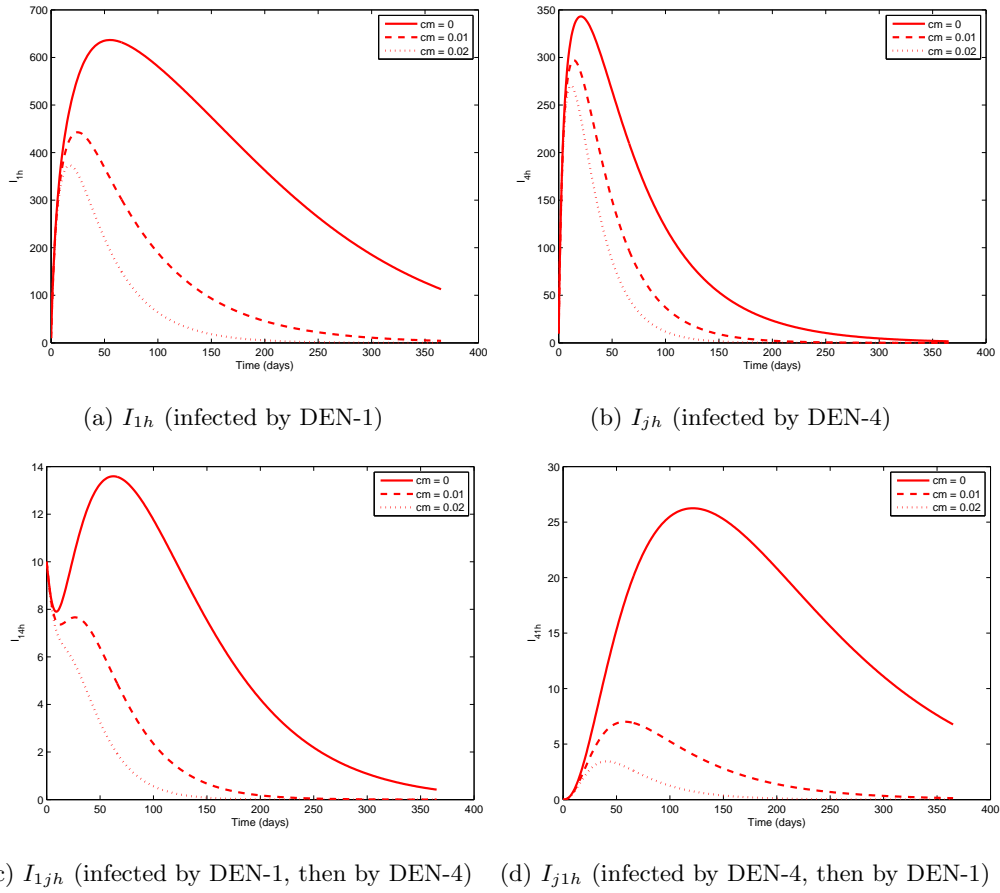 700
600
500
400
300
200
100
0
I1h
0 50 100 150 200 250 300 350 400
Time (days)
cm = 0
cm = 0.01
cm = 0.02
(a) I1h (infected by DEN-1)
350
300
250
200
150
100
50
0
I4h
0 50 100 150 200 250 300 350 400
Time (days)
cm = 0
cm = 0.01
cm = 0.02
(b) Ijh (infected by DEN-4)
14
12
10
8
6
4
2
0
I14h
0 50 100 150 200 250 300 350 400
Time (days)
cm = 0
cm = 0.01
cm = 0.02
c) I1jh (infected by DEN-1, then by DEN-4)
30
25
20
15
10
5
0
I41h
0 50 100 150 200 250 300 350 400
Time (days)
cm = 0
cm = 0.01
cm = 0.02
(d) Ij1h (infected by DEN-4, then by DEN-1)